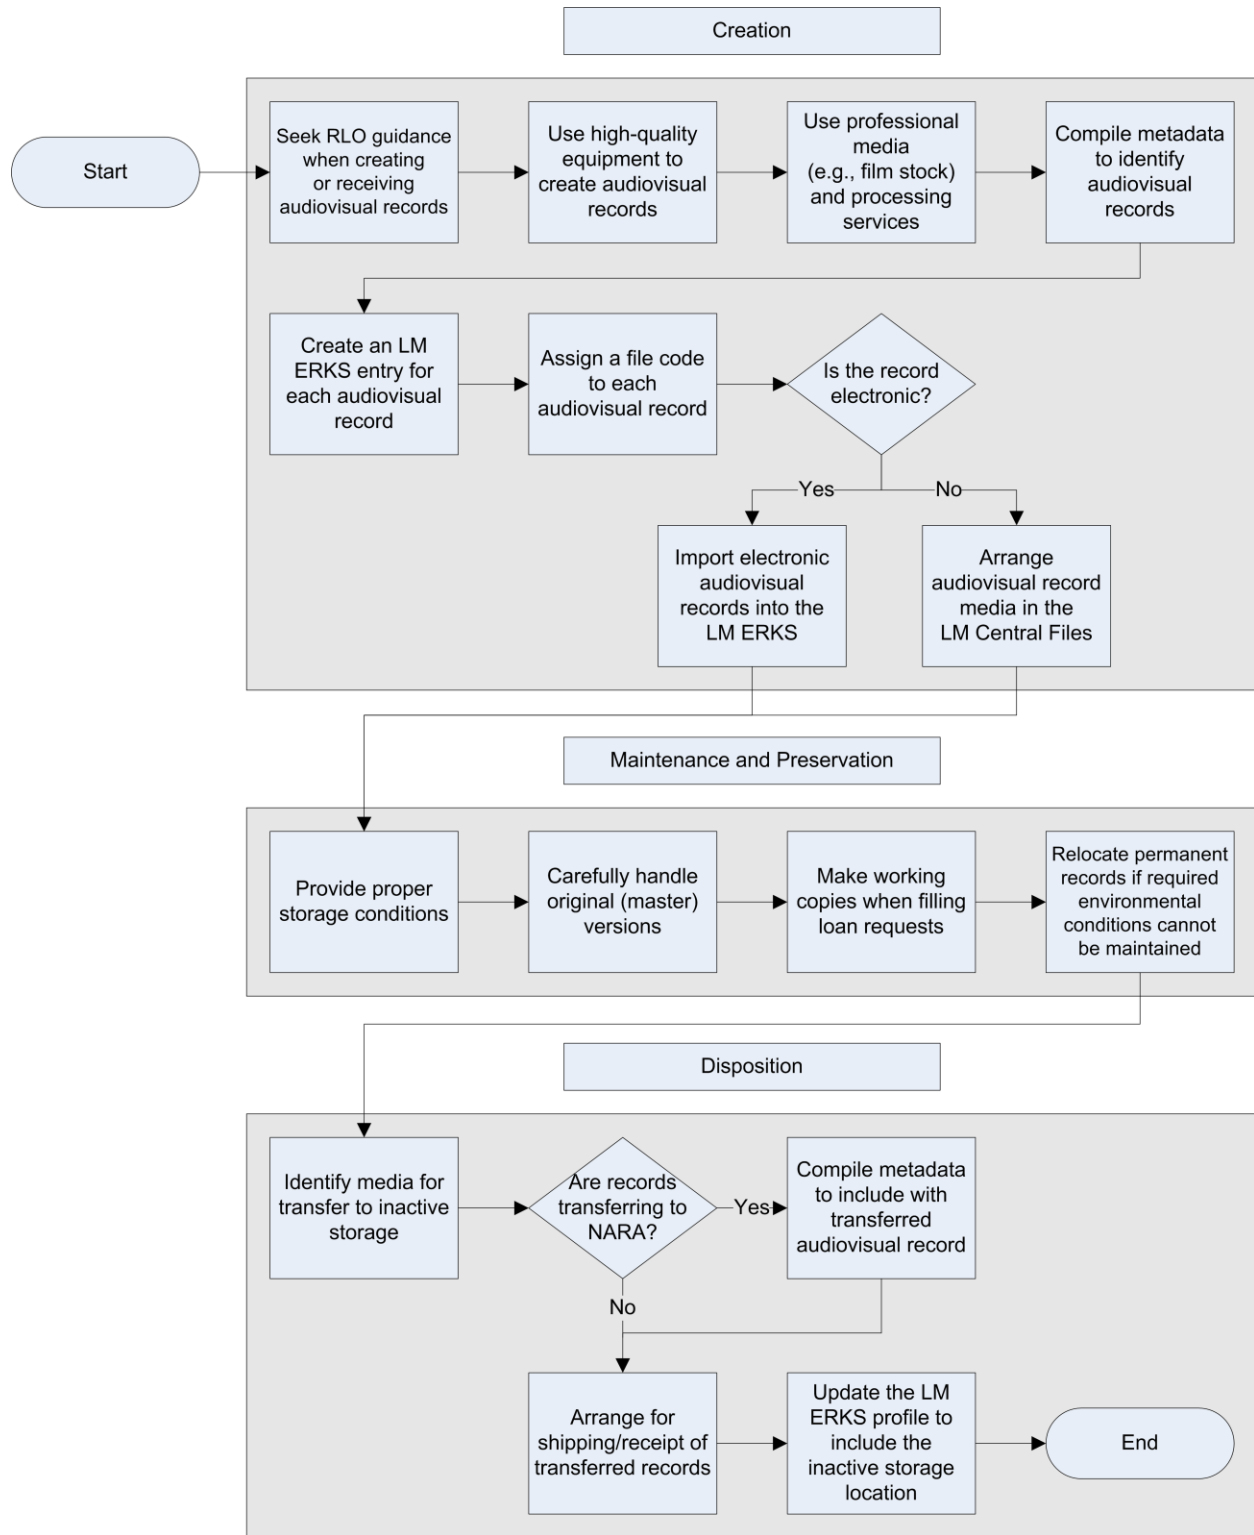 Creation
Start
Seek RLO guidance
when creating
or receiving
audiovisual records
Use high-quality
equipment to
create audiovisual
records
Use professional
media
(e.g., film stock)
and processing
services
Compile metadata
to identify
audiovisual
records
Create an LM
ERKS entry for
each audiovisual
record
Assign a file code
to each
audiovisual record
Is the record
electronic?
Yes
No
Import electronic
audiovisual
records into the
LM ERKS
Arrange
audiovisual record
media in the
LM Central Files
Maintenance and Preservation
Provide proper
storage conditions
Carefully handle
original (master)
versions
Make working
copies when filling
loan requests
Relocate permanent
records if required
environmental
conditions cannot
be maintained
Disposition
Identify media for
transfer to inactive
storage
Are records
transferring to
NARA?
Yes
Compile metadata
to include with
transferred
audiovisual record
No
Arrange for
shipping/receipt of
transferred records
Update the LM
ERKS profile to
include the
inactive storage
location
End